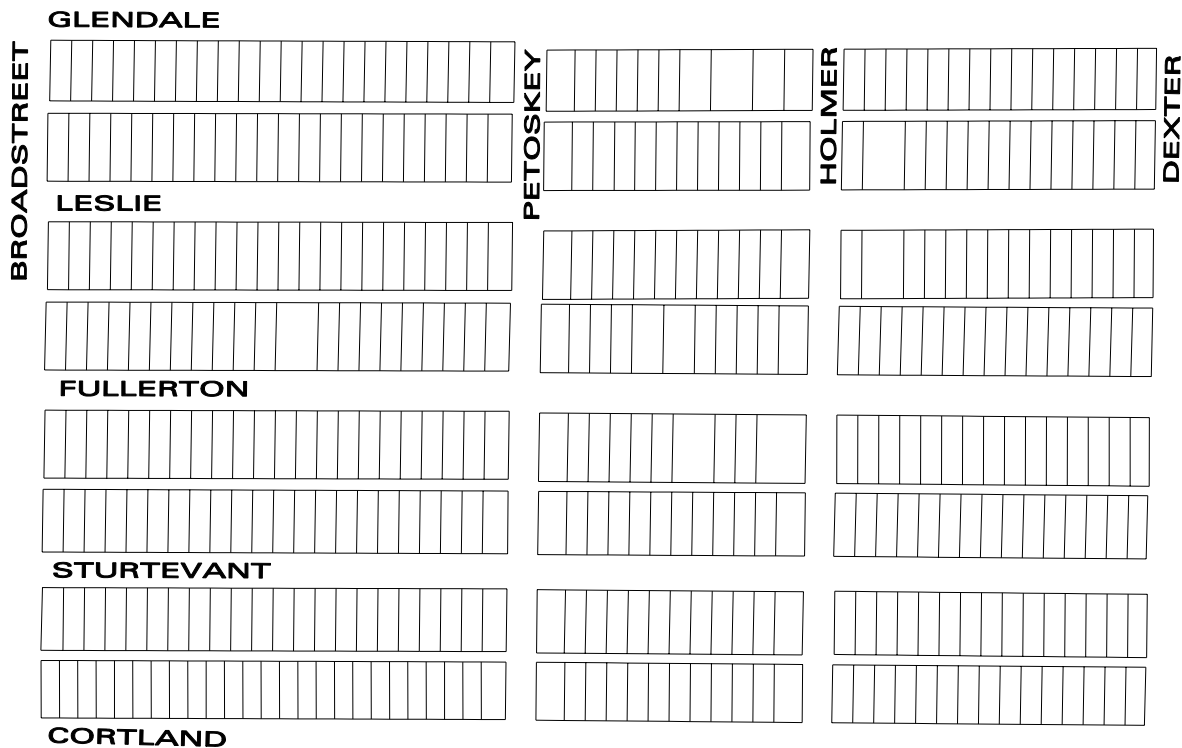 GLENDALE
BROADSTREET
PETOSKEY
HOLMER
DEXTER
LESLIE
FULLERTON
STURTEVANT
CORTLAND